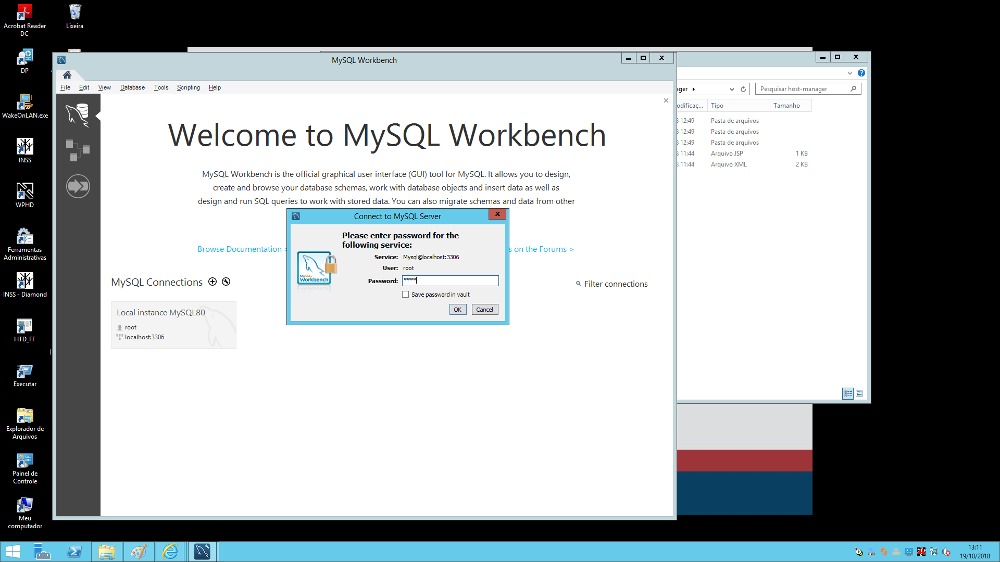 Acrobat Reader
DC
Lixeira
DP
WakeOnLAN.exe
INSS
WPHD
Ferramentas
Administrativas
INSS - Diamond
HTD_FF
Executar
Explorador de
Arquivos
Painel de
Controle
Meu
computador
MySQL Workbench
File Edit View Database Tools Scripting Help
Welcome to MySQL Workbench
MySQL Workbench is the official graphical user interface (GUI) tool for MySQL. It allows you to design,
create and browse your database schemas, work with database objects and insert data as well as
design and run SQL queries to work with stored data. You can also migrate schemas and data from other
Browse Documentation >
s on the Forums >
MySQL Connections
Filter connections
Local instance MySQL80
root
localhost:3306
Connect to MySQL Server
Please enter password for the
following service:
Service: Mysql@localhost:3306
User: root
Password: ****
MySQL
Workbench
Save password in vault
OK Cancel
ager
Pesquisar host-manager
odificaç... Tipo Tamanho
8 12:49 Pasta de arquivos
8 12:49 Pasta de arquivos
8 12:49 Pasta de arquivos
8 11:44 Arquivo JSP 1 KB
8 11:44 Arquivo XML 2 KB
13:11
19/10/2018